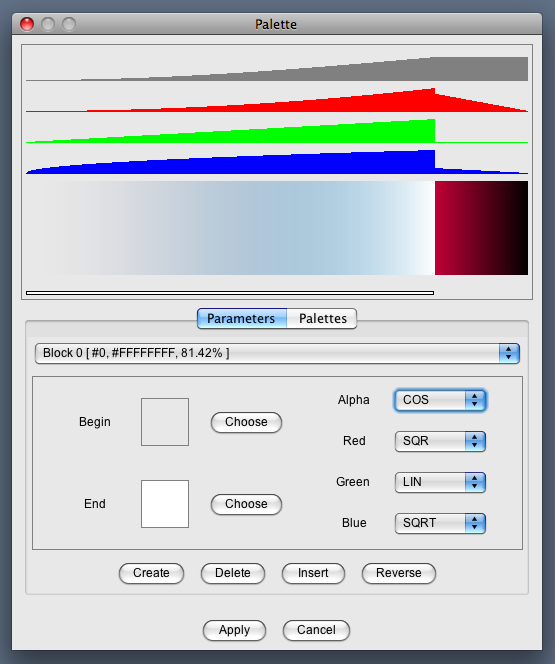 Palette
Parameters Palettes
Block 0 [ #0, #FFFFFFFF, 81.42% ]
Begin Choose Alpha COS
Red SQR
End Choose Green LIN
Blue SQRT
Create Delete Insert Reverse
Apply Cancel